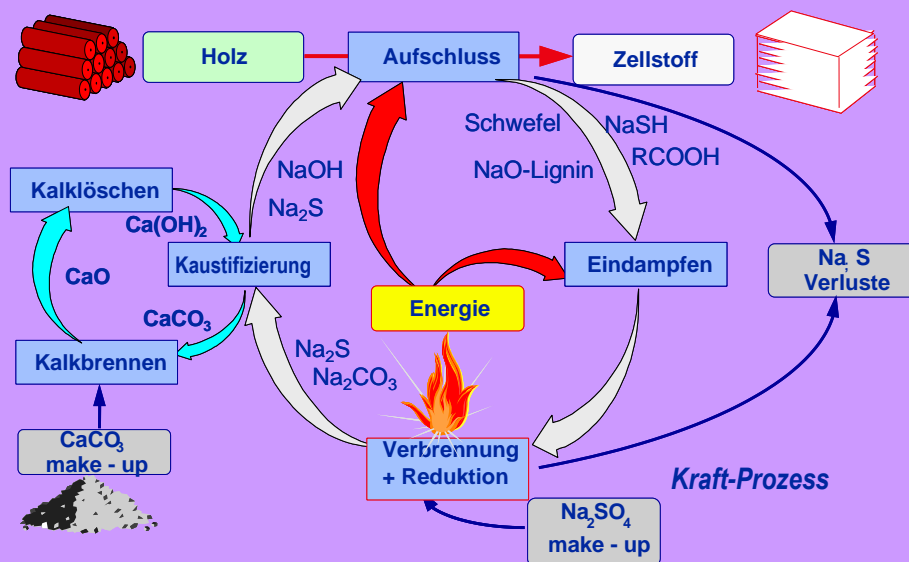 Holz
Aufschluss
Zellstoff
Schwefel
NaSH
RCOOH
NaO-Lignin
NaOH
Na₂S
Kalklöschen
Ca(OH)₂
Kaustifizierung
CaO
CaCO₃
Kalkbrennen
Eindampfen
Na, S
Verluste
Energie
Na₂S
Na₂CO₃
CaCO₃
make - up
Verbrennung
+ Reduktion
Kraft-Prozess
Na₂SO₄
make - up